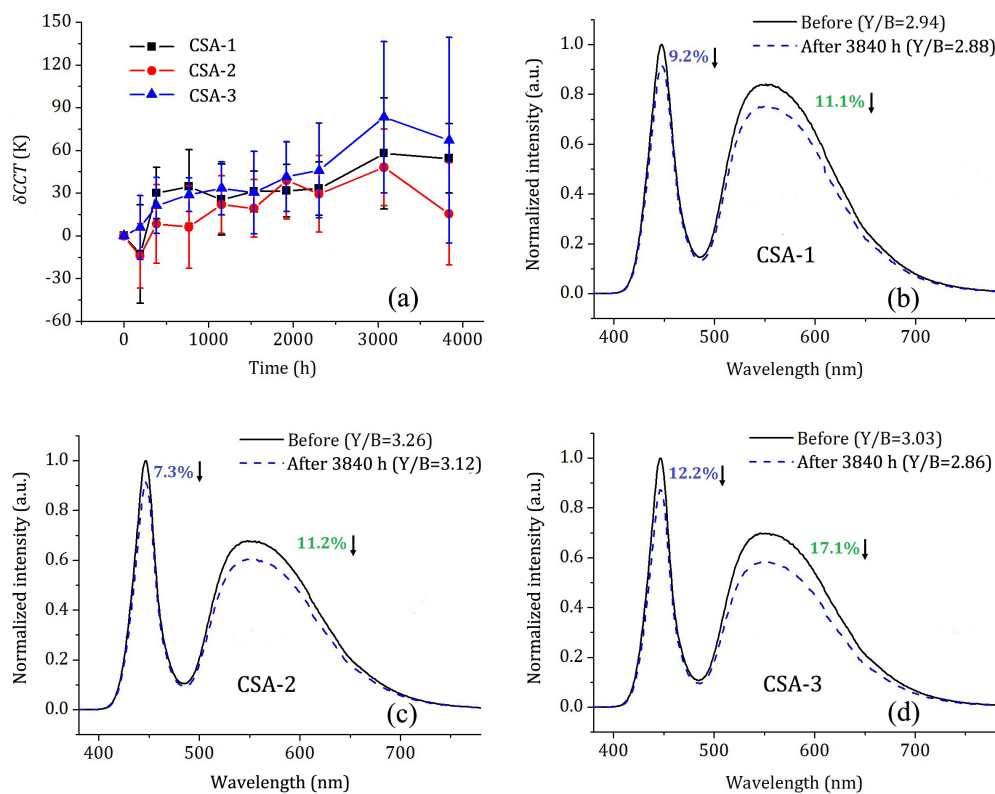 150
120
90
60
30
0
-30
-60
δCCT (K)
CSA-1
CSA-2
CSA-3
(a)
0 1000 2000 3000 4000
Time (h)
Before (Y/B=2.94)
After 3840 h (Y/B=2.88)
1.0
0.8
0.6
0.4
0.2
0.0
Normalized intensity (a.u.)
9.2%
11.1%
CSA-1
(b)
400 500 600 700
Wavelength (nm)
Before (Y/B=3.26)
After 3840 h (Y/B=3.12)
1.0
0.8
0.6
0.4
0.2
0.0
Normalized intensity (a.u.)
7.3%
11.2%
CSA-2
(c)
400 500 600 700
Wavelength (nm)
Before (Y/B=3.03)
After 3840 h (Y/B=2.86)
1.0
0.8
0.6
0.4
0.2
0.0
Normalized intensity (a.u.)
12.2%
17.1%
CSA-3
(d)
400 500 600 700
Wavelength (nm)